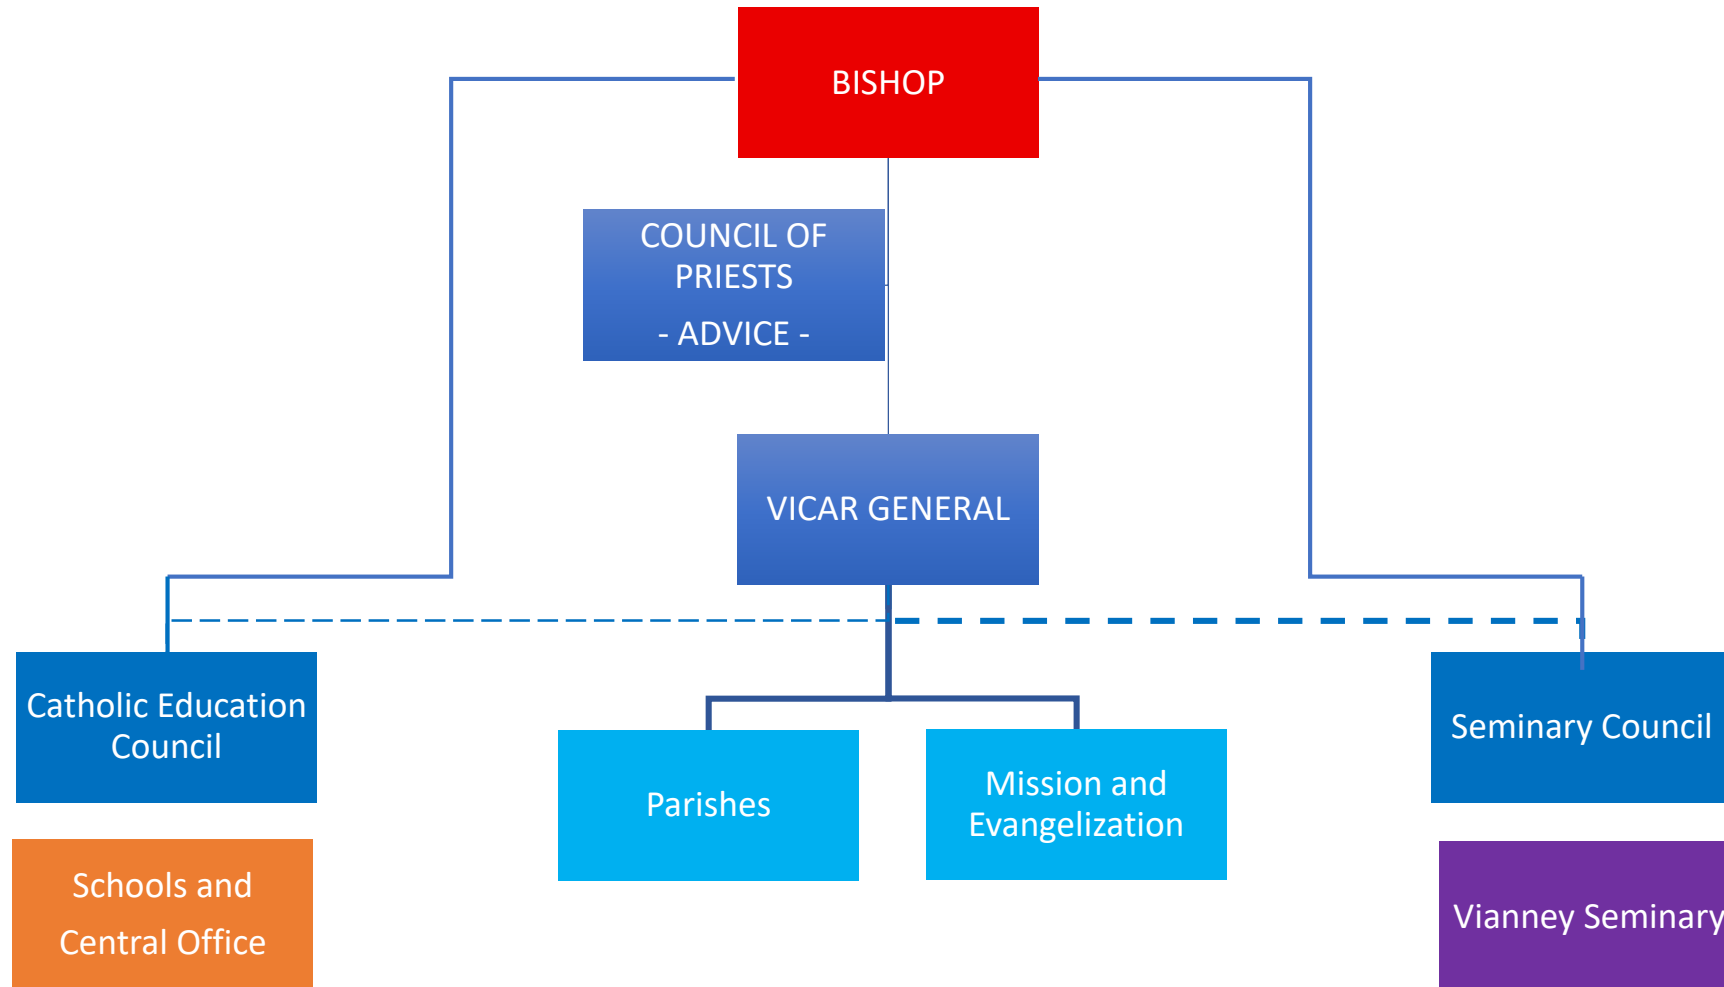 BISHOP
COUNCIL OF
PRIESTS
- ADVICE -
VICAR GENERAL
Catholic Education
Council
Seminary Council
Parishes
Mission and
Evangelization
Schools and
Central Office
Vianney Seminary